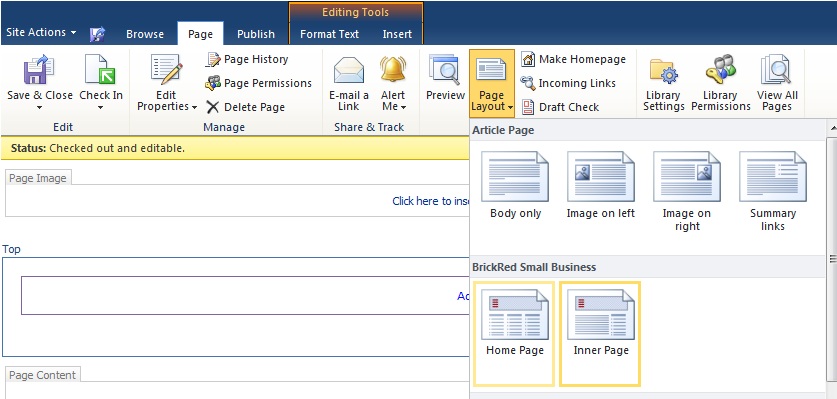 Editing Tools
Site Actions Browse Page Publish Format Text Insert
Save & Close
Check In
Edit
Edit
Properties
Page History
Page Permissions
Delete Page
Manage
E-mail a
Link
Alert
Me
Share & Track
Preview
Page
Layout
Make Homepage
Incoming Links
Draft Check
Library
Settings
Library
Permissions
View All
Pages
Status: Checked out and editable.
Page Image
Click here to inse
Top
Ad
Page Content
Article Page
Body only
Image on left
Image on
right
Summary
links
BrickRed Small Business
Home Page
Inner Page